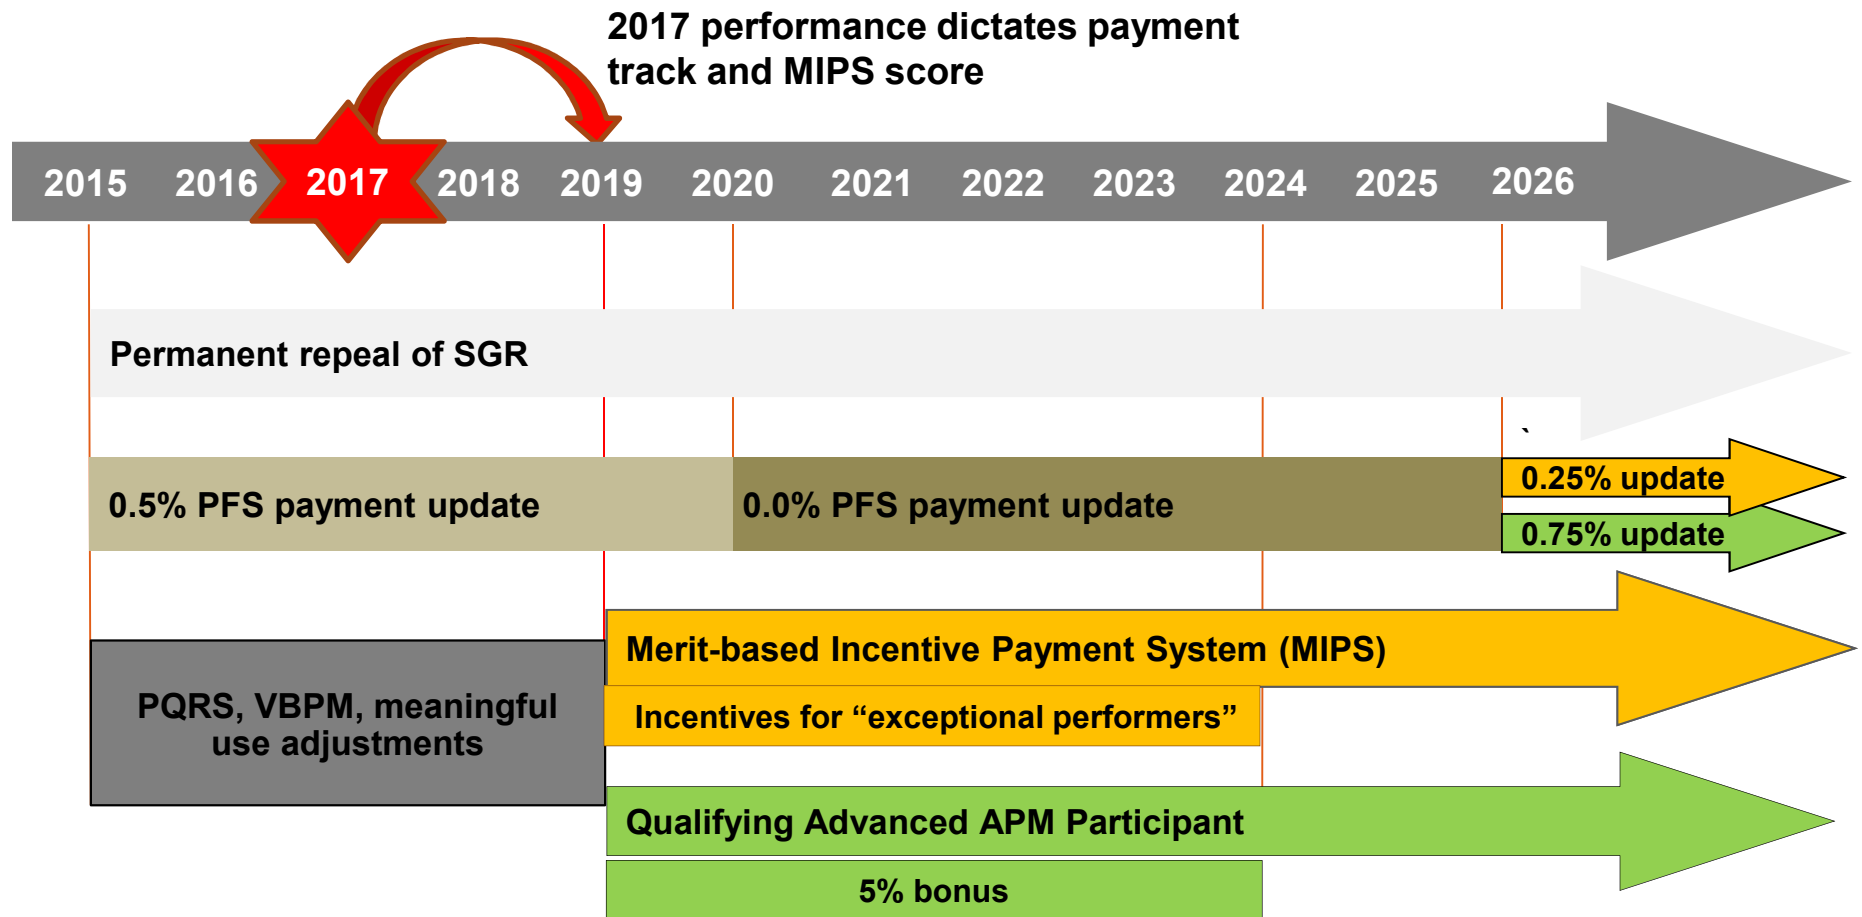 2017 performance dictates payment
track and MIPS score
2015 2016 2017 2018 2019 2020 2021 2022 2023 2024 2025 2026
Permanent repeal of SGR
`
0.5% PFS payment update
0.0% PFS payment update
0.25% update
0.75% update
Merit-based Incentive Payment System (MIPS)
PQRS, VBPM, meaningful
use adjustments
Incentives for “exceptional performers”
Qualifying Advanced APM Participant
5% bonus